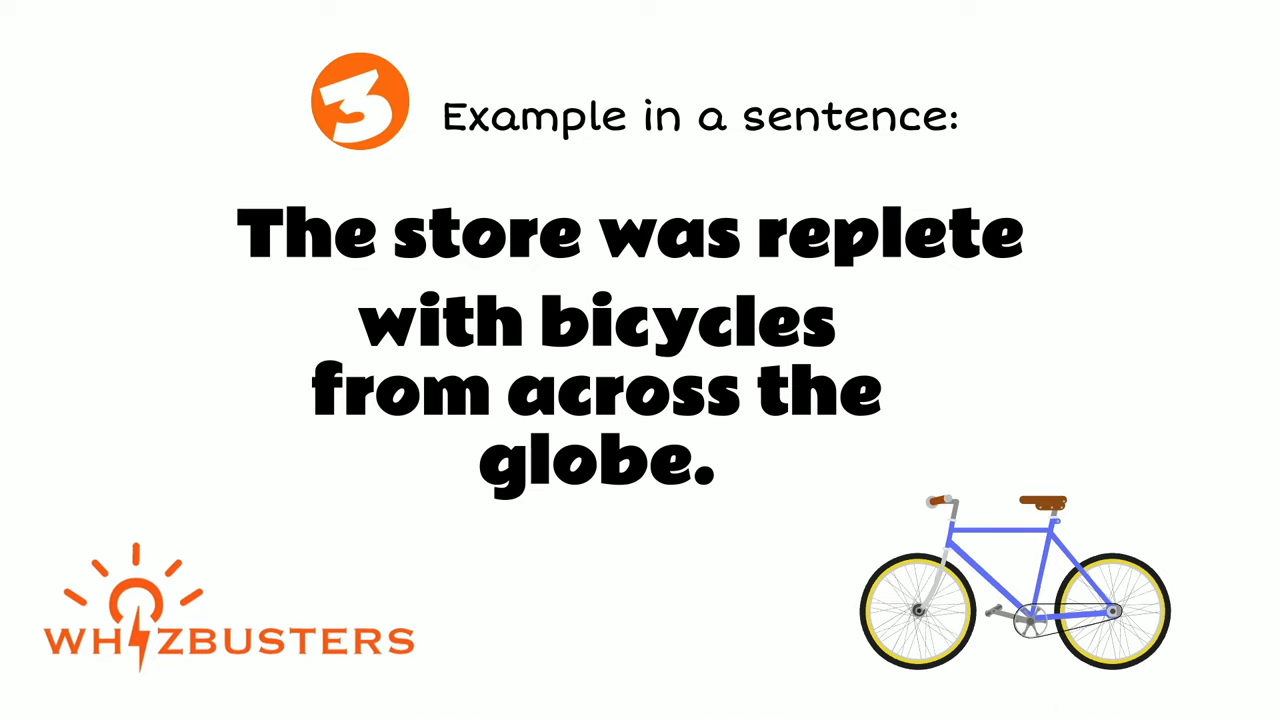 3 Example in a sentence:
The store was replete
with bicycles
from across the
globe.
WHIZBUSTERS